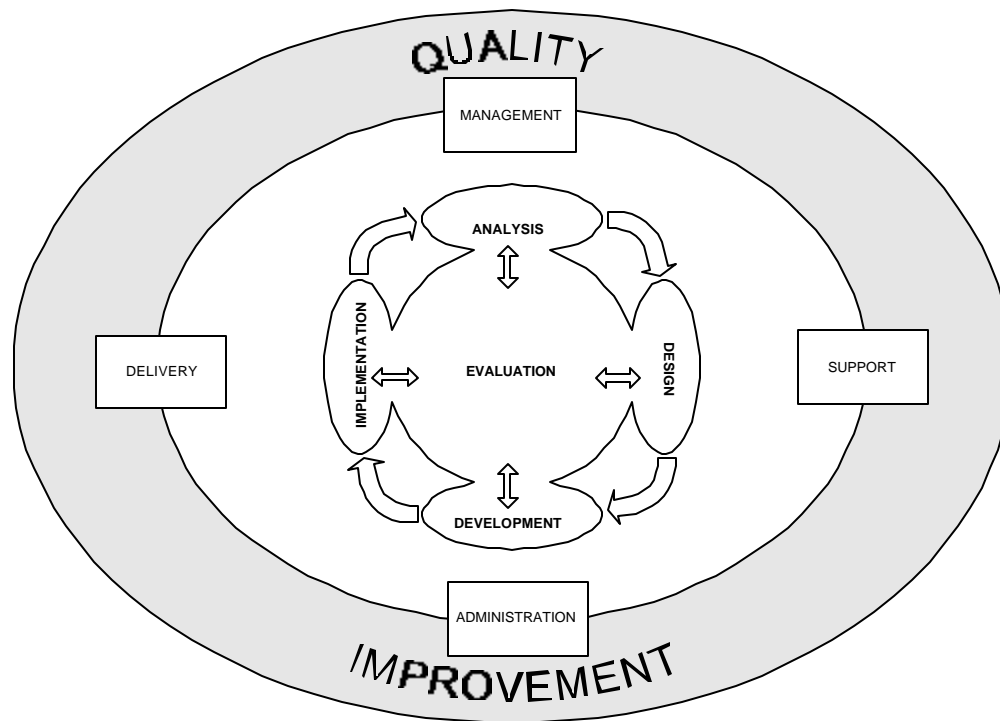 QUALITY
MANAGEMENT
ANALYSIS
DELIVERY
IMPLEMENTATION
EVALUATION
DESIGN
SUPPORT
DEVELOPMENT
ADMINISTRATION
IMPROVEMENT